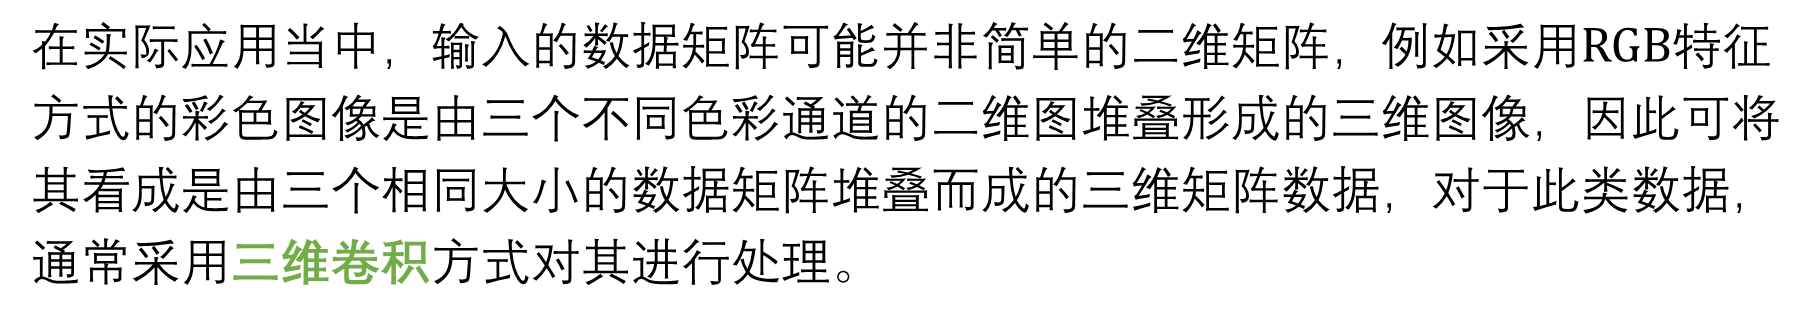 在实际应用当中，输入的数据矩阵可能并非简单的二维矩阵，例如采用RGB特征
方式的彩色图像是由三个不同色彩通道的二维图堆叠形成的三维图像，因此可将
其看成是由三个相同大小的数据矩阵堆叠而成的三维矩阵数据，对于此类数据，
通常采用三维卷积方式对其进行处理。